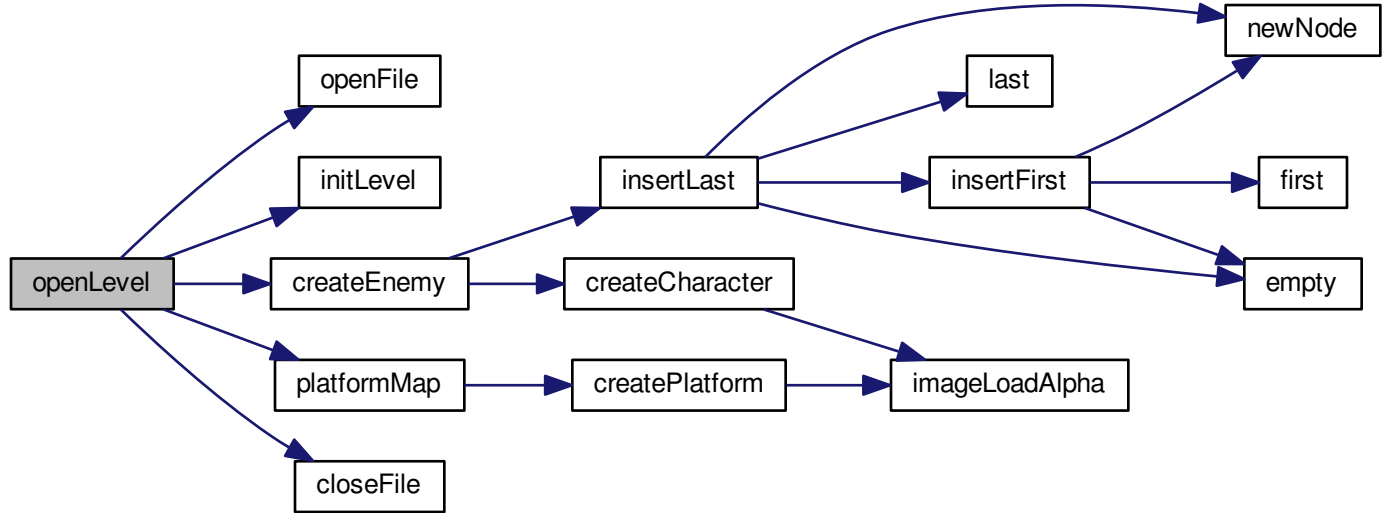 newNode
openFile
last
initLevel
insertLast
insertFirst
first
openLevel
createEnemy
createCharacter
empty
platformMap
createPlatform
imageLoadAlpha
closeFile